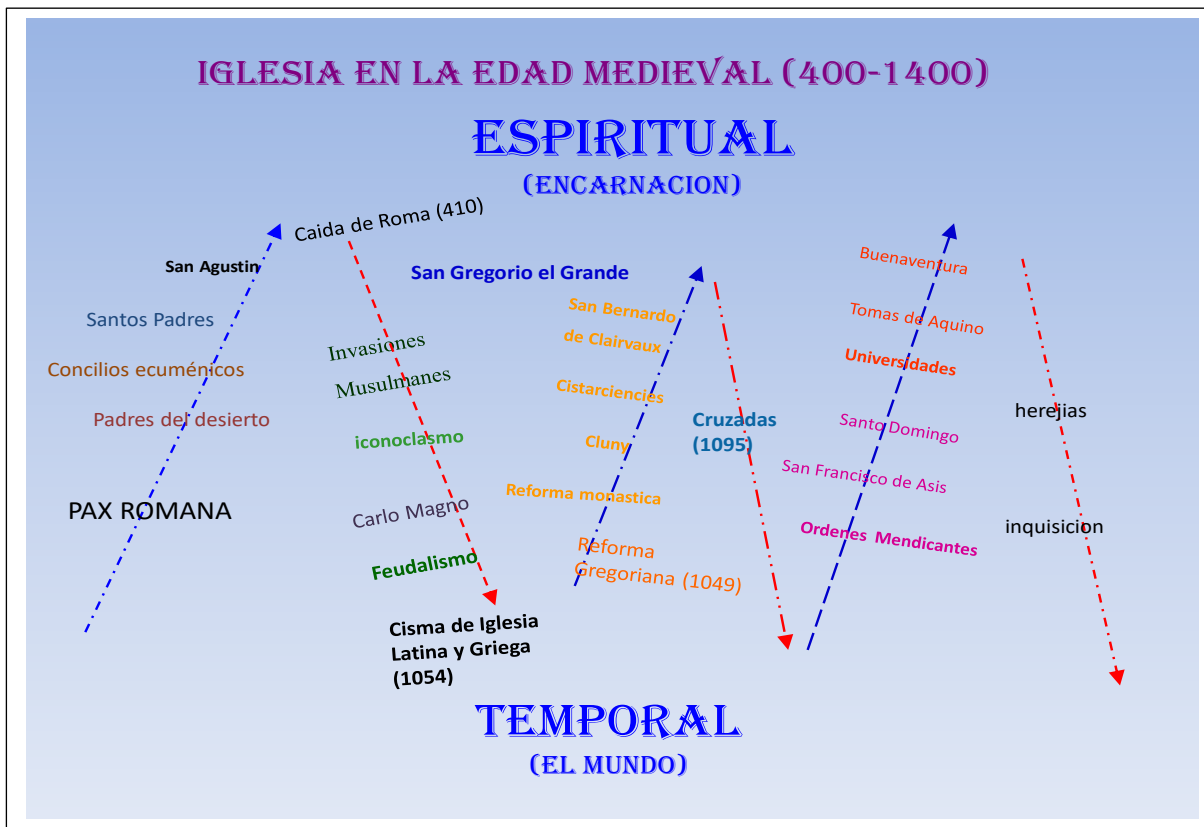 IGLESIA EN LA EDAD MEDIEVAL (400-1400)
ESPIRITUAL
(ENCARNACION)
Caida de Roma (410)
San Agustin
Santos Padres
Concilios ecuménicos
Padres del desierto
PAX ROMANA
Invasiones
Musulmanes
iconoclasmo
Carlo Magno
Feudalismo
Cisma de Iglesia
Latina y Griega
(1054)
San Gregorio el Grande
San Bernardo
de Clairvaux
Cistarciencies
Cluny
Reforma monastica
Reforma
Gregoriana (1049)
Cruzadas
(1095)
Buenaventura
Tomas de Aquino
Universidades
Santo Domingo
San Francisco de Asis
Ordenes Mendicantes
herejias
inquisicion
TEMPORAL
(EL MUNDO)